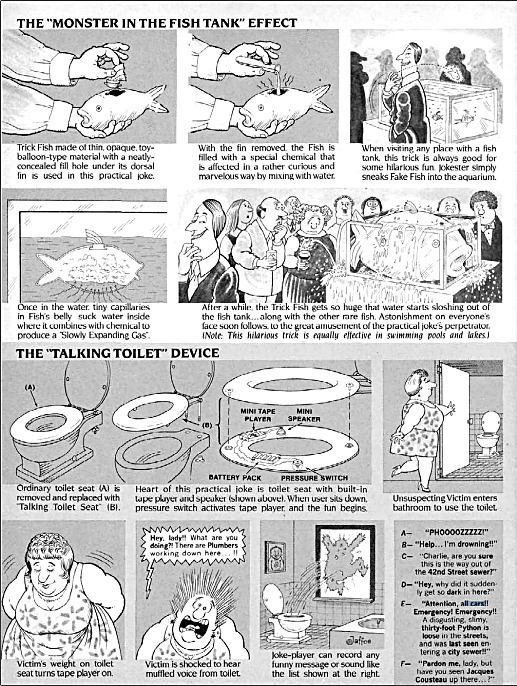 THE "MONSTER IN THE FISH TANK" EFFECT
Trick Fish made of thin, opaque, toy-
balloon-type material with a neatly-
concealed fill hole under its dorsal
fin is used in this practical joke.
With the fin removed, the Fish is
filled with a special chemical that
is affected in a rather curious and
marvelous way by mixing with water.
When visiting any place with a fish
tank, this trick is always good for
some hilarious fun. Jokester simply
sneaks Fake Fish into the aquarium.
Once in the water, tiny capillaries
in Fish's belly suck water inside
where it combines with chemical to
produce a "Slowly Expanding Gas".
After a while, the Trick Fish gets so huge that water starts sloshing out of
the fish tank...along with the other rare fish. Astonishment on everyone's
face soon follows, to the great amusement of the practical joke's perpetrator.
(Note: This hilarious trick is equally effective in swimming pools and lakes.)
THE "TALKING TOILET" DEVICE
(A)
(B)
MINI TAPE
PLAYER
MINI
SPEAKER
BATTERY PACK
PRESSURE SWITCH
Ordinary toilet seat (A) is
removed and replaced with
"Talking Toilet Seat" (B).
Heart of this practical joke is toilet seat with built-in
tape player and speaker (shown above). When user sits down,
pressure switch activates tape player, and the fun begins.
Unsuspecting Victim enters
bathroom to use the toilet.
Victim's weight on toilet
seat turns tape player on.
Hey, lady!! What are you
doing?! There are Plumbers
working down here...!!
Victim is shocked to hear
muffled voice from toilet.
Jaffee
Joke-player can record any
funny message or sound like
the list shown at the right.
A— "PHOOOOZZZZZ!"
B— "Help... I'm drowning!!"
C— "Charlie, are you sure
this is the way out of
the 42nd Street sewer?"
D— "Hey, why did it sudden-
ly get so dark in here?"
E— "Attention, all cars!!
Emergency! Emergency!!
A disgusting, slimy,
thirty-foot Python is
loose in the streets,
and was last seen en-
tering a city sewer!!"
F— "Pardon me, lady, but
have you seen Jacques
Cousteau up there...?"